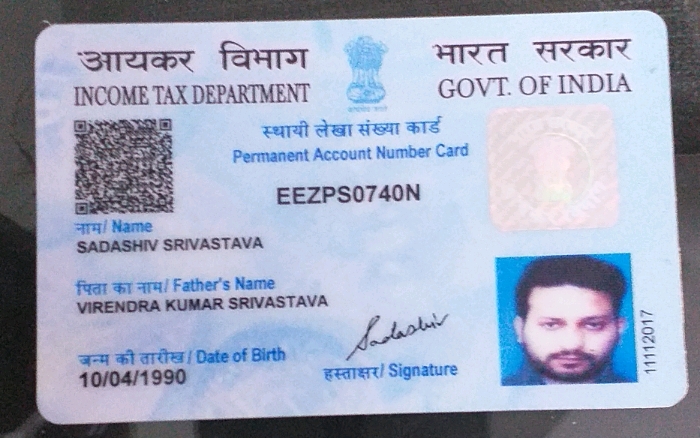 आयकर विभाग
INCOME TAX DEPARTMENT
भारत सरकार
GOVT. OF INDIA
स्थायी लेखा संख्या कार्ड
Permanent Account Number Card
EEZPS0740N
नाम/ Name
SADASHIV SRIVASTAVA
पिता का नाम/ Father's Name
VIRENDRA KUMAR SRIVASTAVA
जन्म की तारीख/ Date of Birth
10/04/1990
Sadashiv
हस्ताक्षर/ Signature
11112017